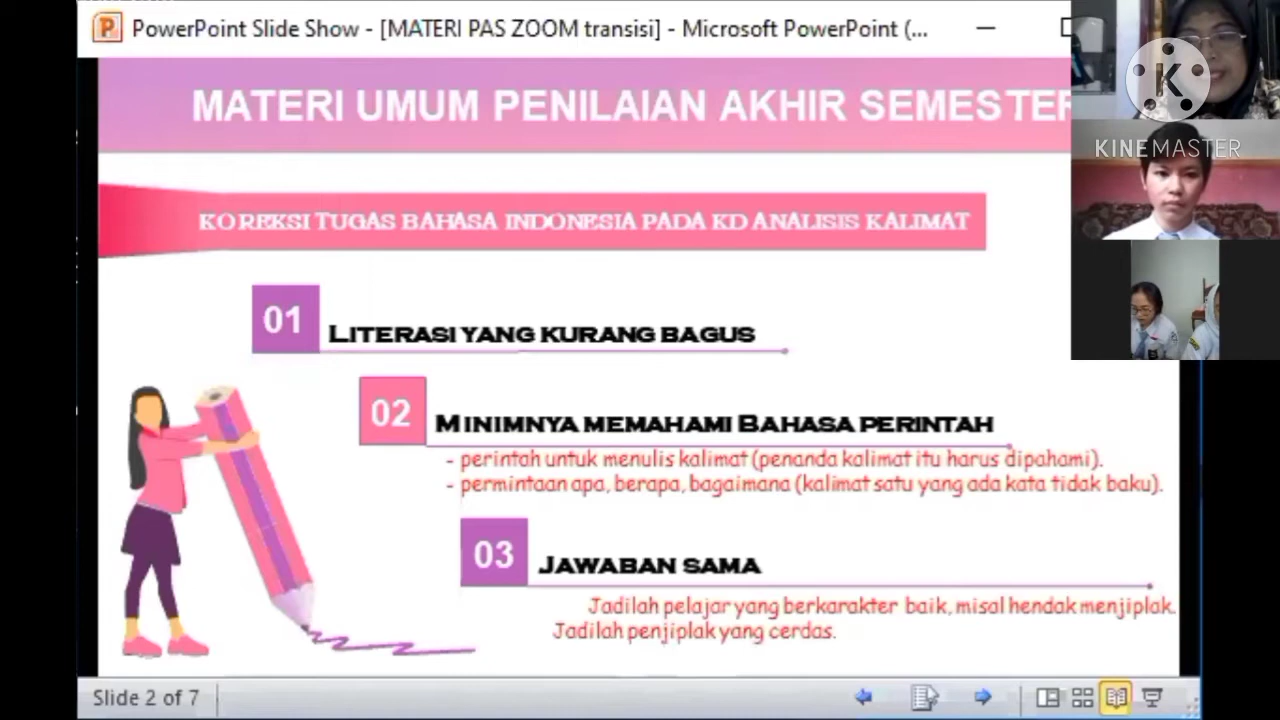 PowerPoint Slide Show - [MATERI PAS ZOOM transisi] - Microsoft PowerPoint (...
MATERI UMUM PENILAIAN AKHIR SEMESTER
KOREKSI TUGAS BAHASA INDONESIA PADA KD ANALISIS KALIMAT
01 LITERASI YANG KURANG BAGUS
02 MINIMNYA MEMAHAMI BAHASA PERINTAH
- perintah untuk menulis kalimat (penanda kalimat itu harus dipahami).
- permintaan apa, berapa, bagaimana (kalimat satu yang ada kata tidak baku).
03 JAWABAN SAMA
Jadilah pelajar yang berkarakter baik, misal hendak menjiplak.
Jadilah penjiplak yang cerdas.
Slide 2 of 7
K
KINEMASTER